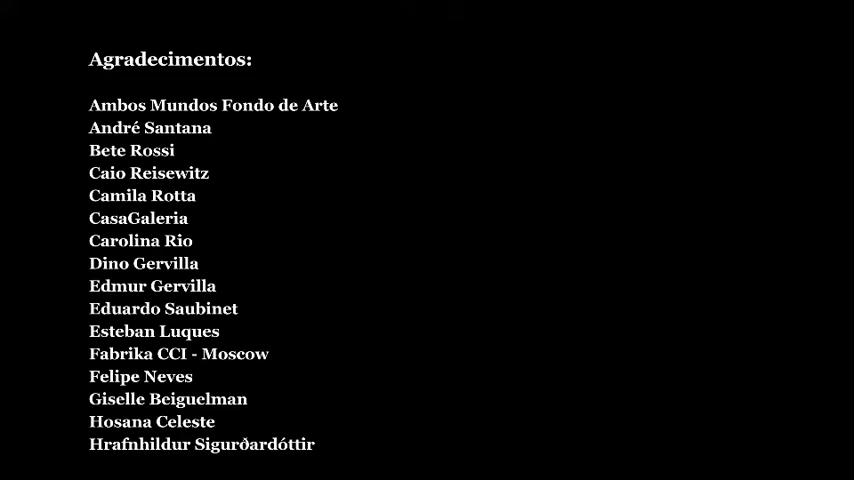 Agradecimentos:
Ambos Mundos Fondo de Arte
André Santana
Bete Rossi
Caio Reisewitz
Camila Rotta
CasaGaleria
Carolina Rio
Dino Gervilla
Edmur Gervilla
Eduardo Saubinet
Esteban Luques
Fabrika CCI - Moscow
Felipe Neves
Giselle Beiguelman
Hosana Celeste
Hrafnhildur Sigurðardóttir